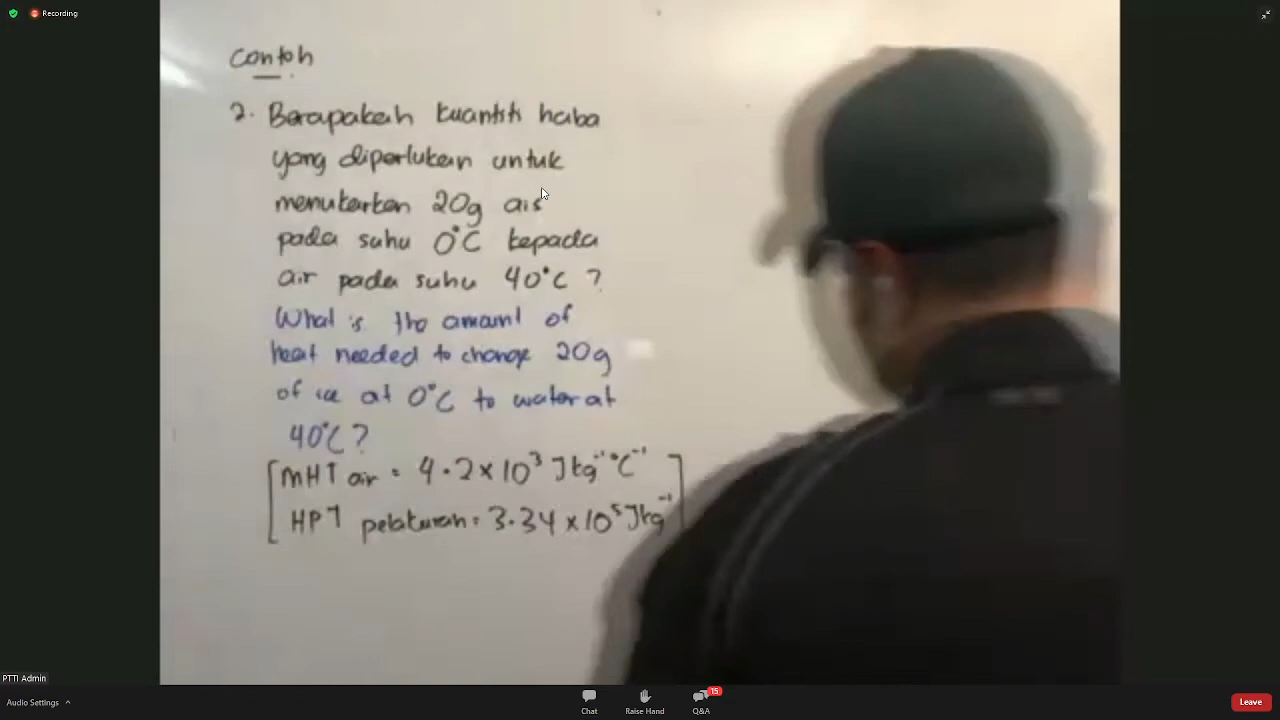 Recording
Contoh
2. Berapakah kuantiti haba
yang diperlukan untuk
menukarkan 20g ais
pada suhu 0°C kepada
air pada suhu 40°C ?
What is the amount of
heat needed to change 20g
of ice at 0°C to water at
40°C?
[MHT air = 4.2 × 10³ Jkg⁻¹ °C⁻¹
HPT pelaturan = 3.34 × 10⁵ Jkg⁻¹]
PTTI Admin
Audio Settings
Chat
Raise Hand
15
Q&A
Leave